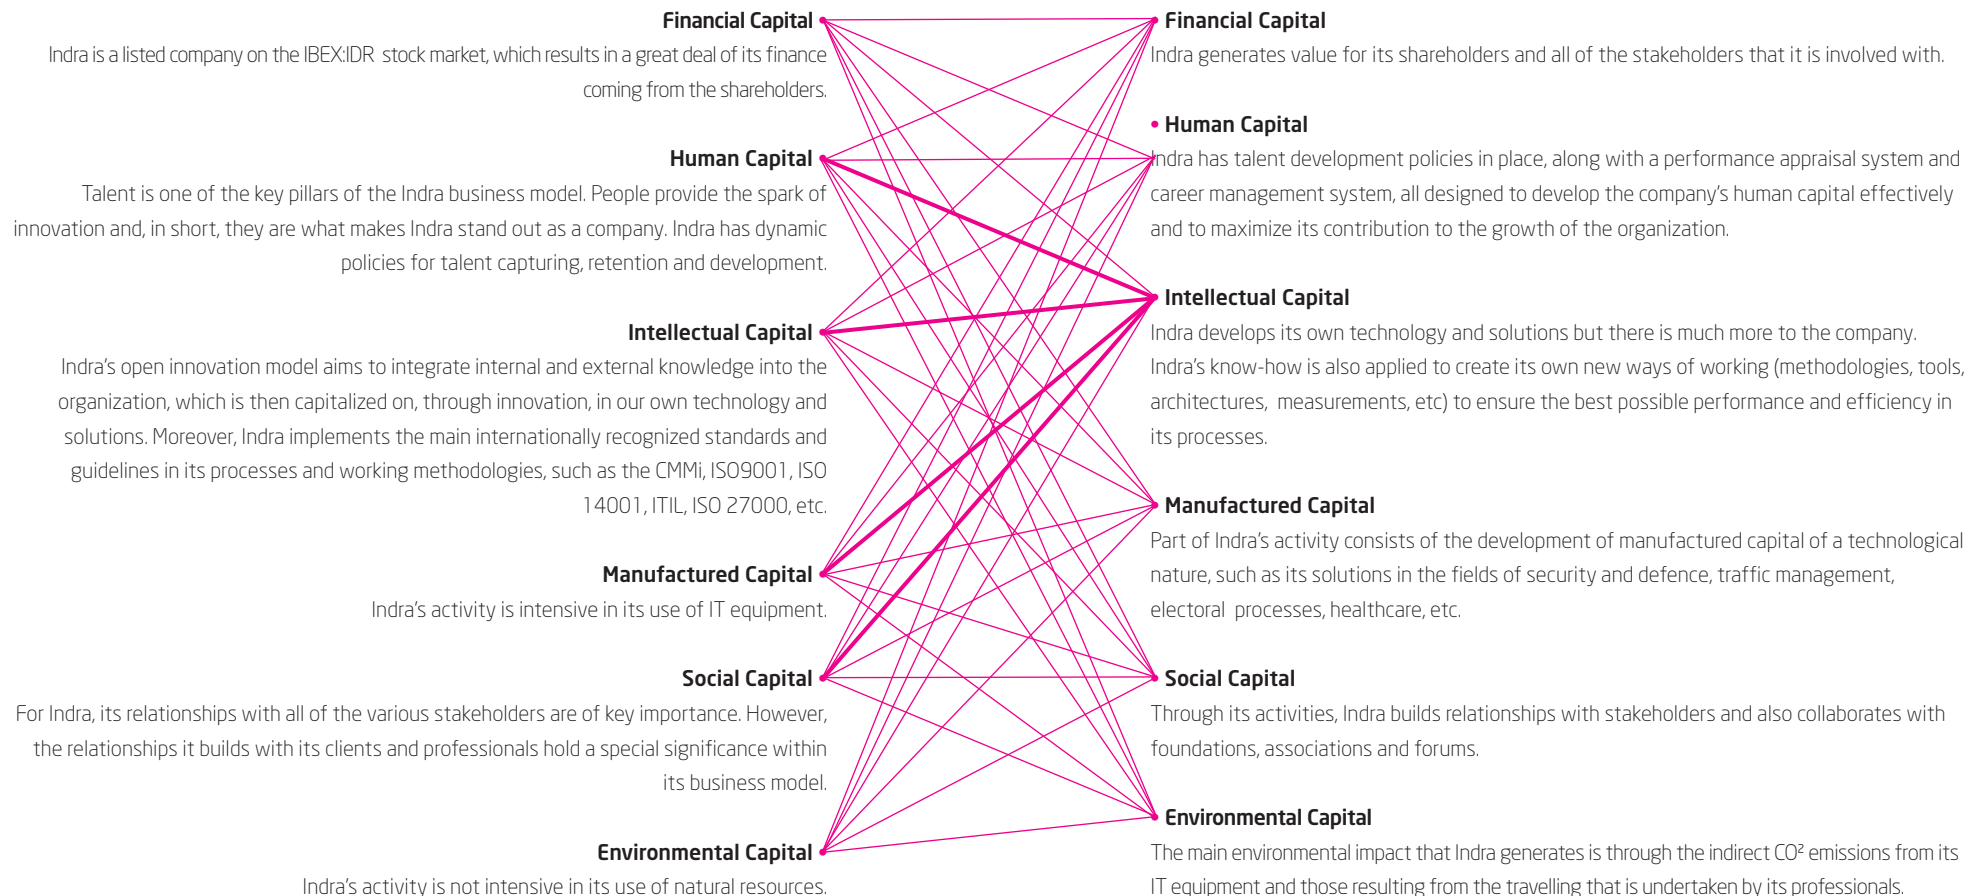 Financial Capital
Indra is a listed company on the IBEX:IDR stock market, which results in a great deal of its finance
coming from the shareholders.
Human Capital
Talent is one of the key pillars of the Indra business model. People provide the spark of
innovation and, in short, they are what makes Indra stand out as a company. Indra has dynamic
policies for talent capturing, retention and development.
Intellectual Capital
Indra's open innovation model aims to integrate internal and external knowledge into the
organization, which is then capitalized on, through innovation, in our own technology and
solutions. Moreover, Indra implements the main internationally recognized standards and
guidelines in its processes and working methodologies, such as the CMMi, ISO9001, ISO
14001, ITIL, ISO 27000, etc.
Manufactured Capital
Indra's activity is intensive in its use of IT equipment.
Social Capital
For Indra, its relationships with all of the various stakeholders are of key importance. However,
the relationships it builds with its clients and professionals hold a special significance within
its business model.
Environmental Capital
Indra's activity is not intensive in its use of natural resources.
Financial Capital
Indra generates value for its shareholders and all of the stakeholders that it is involved with.
• Human Capital
Indra has talent development policies in place, along with a performance appraisal system and
career management system, all designed to develop the company's human capital effectively
and to maximize its contribution to the growth of the organization.
Intellectual Capital
Indra develops its own technology and solutions but there is much more to the company.
Indra's know-how is also applied to create its own new ways of working (methodologies, tools,
architectures, measurements, etc) to ensure the best possible performance and efficiency in
its processes.
Manufactured Capital
Part of Indra's activity consists of the development of manufactured capital of a technological
nature, such as its solutions in the fields of security and defence, traffic management,
electoral processes, healthcare, etc.
Social Capital
Through its activities, Indra builds relationships with stakeholders and also collaborates with
foundations, associations and forums.
Environmental Capital
The main environmental impact that Indra generates is through the indirect CO² emissions from its
IT equipment and those resulting from the travelling that is undertaken by its professionals.